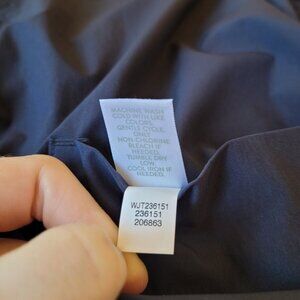 MACHINE WASH
COLD WITH LIKE
COLORS.
GENTLE CYCLE.
ONLY
NON CHLORINE
BLEACH IF
NEEDED.
TUMBLE DRY
LOW.
COOL IRON IF
NEEDED.
WJT236151
236151
206863